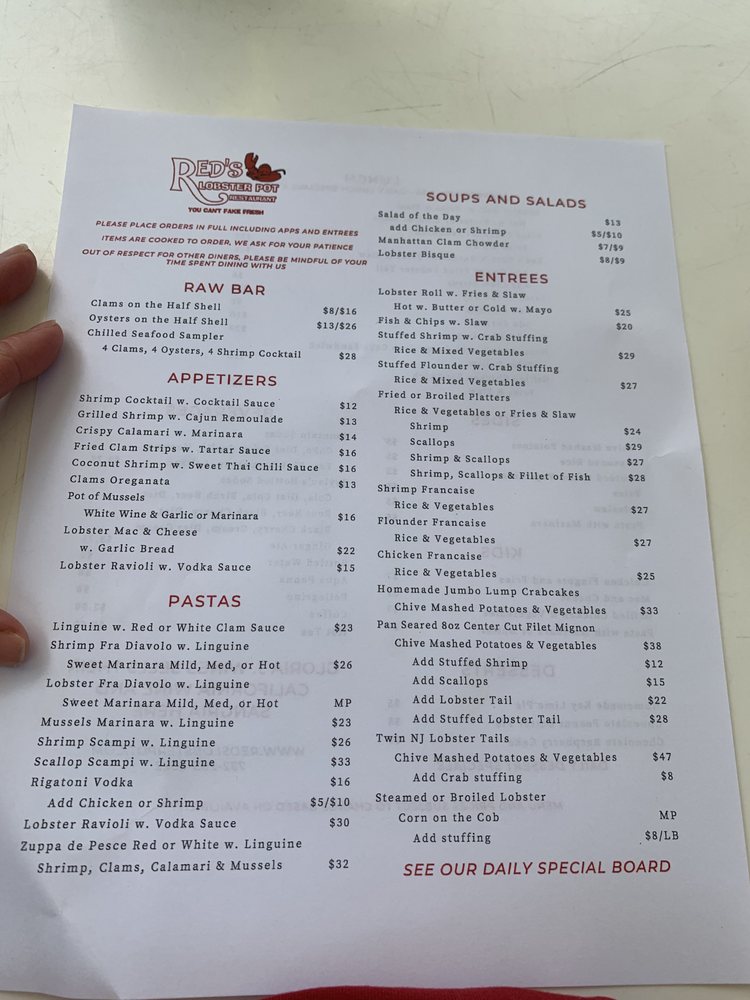 RED'S
LOBSTER POT
RESTAURANT
YOU CAN'T FAKE FRESH
PLEASE PLACE ORDERS IN FULL INCLUDING APPS AND ENTREES
ITEMS ARE COOKED TO ORDER, WE ASK FOR YOUR PATIENCE
OUT OF RESPECT FOR OTHER DINERS, PLEASE BE MINDFUL OF YOUR
TIME SPENT DINING WITH US
RAW BAR
Clams on the Half Shell $8/$16
Oysters on the Half Shell $13/$26
Chilled Seafood Sampler
4 Clams, 4 Oysters, 4 Shrimp Cocktail $28
APPETIZERS
Shrimp Cocktail w. Cocktail Sauce $12
Grilled Shrimp w. Cajun Remoulade $13
Crispy Calamari w. Marinara $14
Fried Clam Strips w. Tartar Sauce $16
Coconut Shrimp w. Sweet Thai Chili Sauce $16
Clams Oreganata $13
Pot of Mussels
White Wine & Garlic or Marinara $16
Lobster Mac & Cheese
w. Garlic Bread $22
Lobster Ravioli w. Vodka Sauce $15
PASTAS
Linguine w. Red or White Clam Sauce $23
Shrimp Fra Diavolo w. Linguine
Sweet Marinara Mild, Med, or Hot $26
Lobster Fra Diavolo w. Linguine
Sweet Marinara Mild, Med, or Hot MP
Mussels Marinara w. Linguine $23
Shrimp Scampi w. Linguine $26
Scallop Scampi w. Linguine $33
Rigatoni Vodka $16
Add Chicken or Shrimp $5/$10
Lobster Ravioli w. Vodka Sauce $30
Zuppa de Pesce Red or White w. Linguine
Shrimp, Clams, Calamari & Mussels $32
SOUPS AND SALADS
Salad of the Day $13
add Chicken or Shrimp $5/$10
Manhattan Clam Chowder $7/$9
Lobster Bisque $8/$9
ENTREES
Lobster Roll w. Fries & Slaw
Hot w. Butter or Cold w. Mayo $25
Fish & Chips w. Slaw $20
Stuffed Shrimp w. Crab Stuffing
Rice & Mixed Vegetables $29
Stuffed Flounder w. Crab Stuffing
Rice & Mixed Vegetables $27
Fried or Broiled Platters
Rice & Vegetables or Fries & Slaw
Shrimp $24
Scallops $29
Shrimp & Scallops $27
Shrimp, Scallops & Fillet of Fish $28
Shrimp Francaise
Rice & Vegetables $27
Flounder Francaise
Rice & Vegetables $27
Chicken Francaise
Rice & Vegetables $25
Homemade Jumbo Lump Crabcakes
Chive Mashed Potatoes & Vegetables $33
Pan Seared 8oz Center Cut Filet Mignon
Chive Mashed Potatoes & Vegetables $38
Add Stuffed Shrimp $12
Add Scallops $15
Add Lobster Tail $22
Add Stuffed Lobster Tail $28
Twin NJ Lobster Tails
Chive Mashed Potatoes & Vegetables $47
Add Crab stuffing $8
Steamed or Broiled Lobster
Corn on the Cob MP
Add stuffing $8/LB
SEE OUR DAILY SPECIAL BOARD